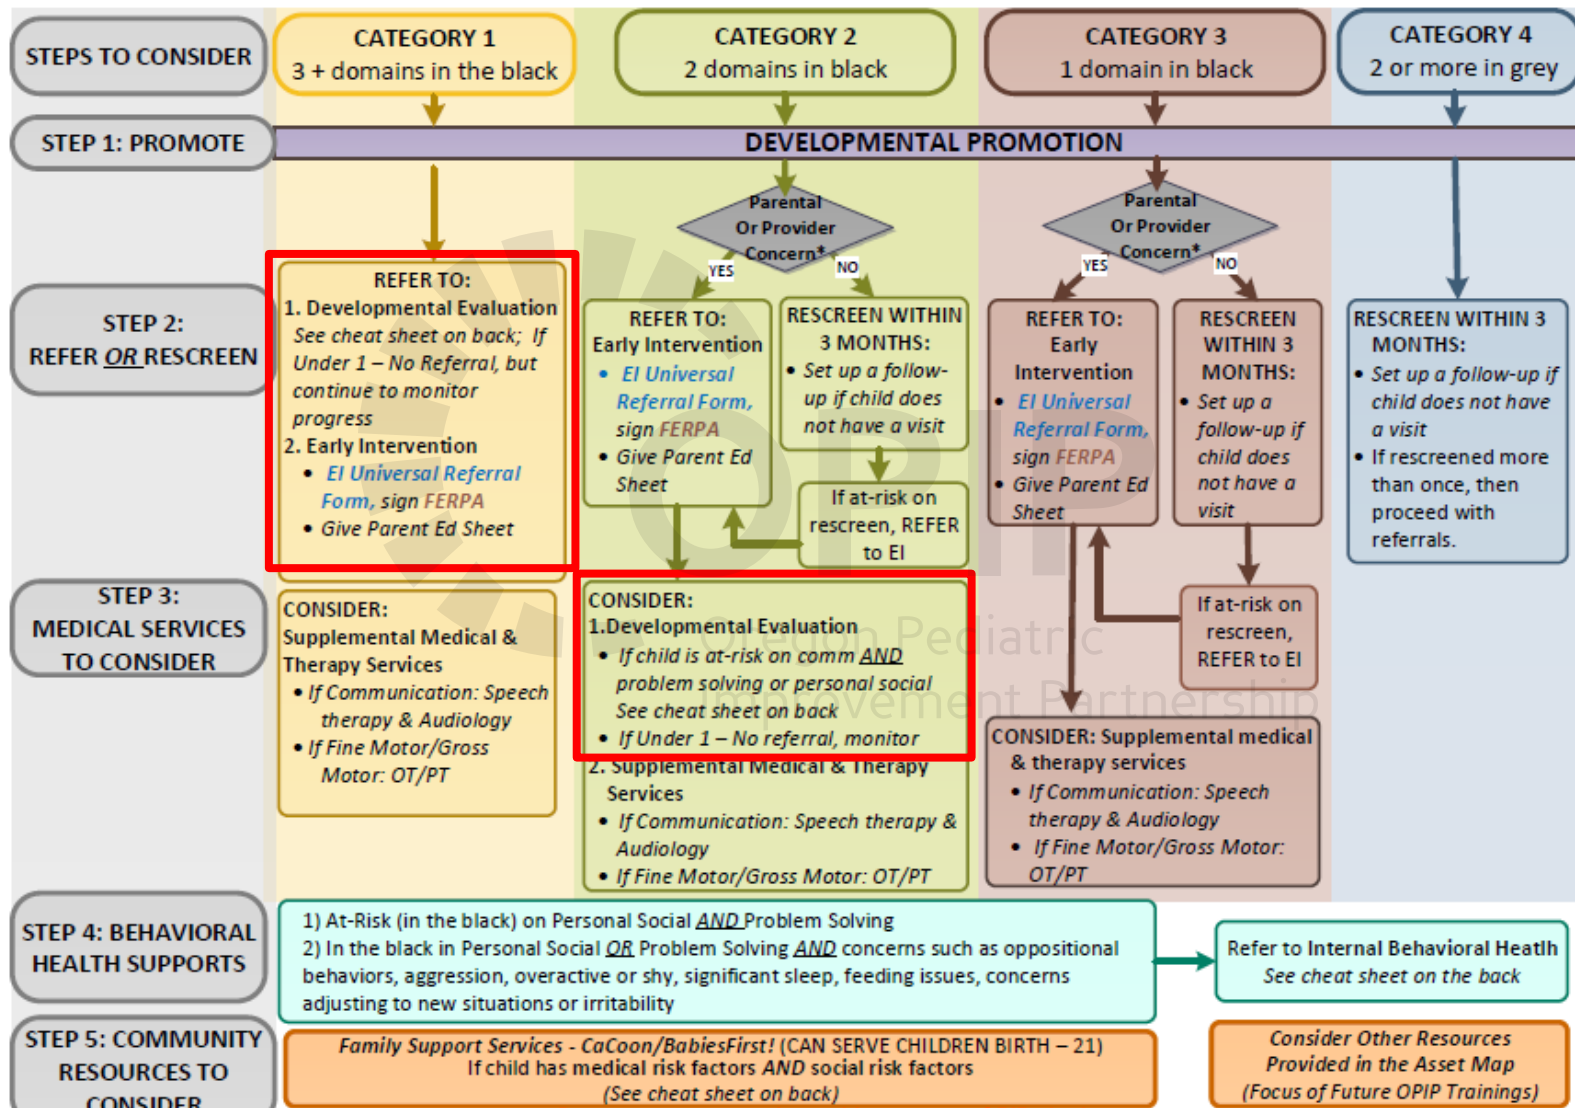 STEPS TO CONSIDER
CATEGORY 1
3 + domains in the black
CATEGORY 2
2 domains in black
CATEGORY 3
1 domain in black
CATEGORY 4
2 or more in grey
STEP 1: PROMOTE
DEVELOPMENTAL PROMOTION
Parental
Or Provider
Concern*
YES
NO
Parental
Or Provider
Concern*
YES
NO
STEP 2:
REFER OR RESCREEN
REFER TO:
1. Developmental Evaluation
See cheat sheet on back; If
Under 1 – No Referral, but
continue to monitor
progress
2. Early Intervention
• EI Universal Referral
Form, sign FERPA
• Give Parent Ed Sheet
REFER TO:
Early Intervention
• EI Universal
Referral Form,
sign FERPA
• Give Parent Ed
Sheet
RESCREEN WITHIN
3 MONTHS:
• Set up a follow-
up if child does
not have a visit
If at-risk on
rescreen, REFER
to EI
REFER TO:
Early
Intervention
• EI Universal
Referral Form,
sign FERPA
• Give Parent Ed
Sheet
RESCREEN
WITHIN 3
MONTHS:
• Set up a
follow-up if
child does
not have a
visit
If at-risk on
rescreen,
REFER to EI
RESCREEN WITHIN 3
MONTHS:
• Set up a follow-up if
child does not have
a visit
• If rescreened more
than once, then
proceed with
referrals.
OPIP
Oregon Pediatric
Improvement Partnership
STEP 3:
MEDICAL SERVICES
TO CONSIDER
CONSIDER:
Supplemental Medical &
Therapy Services
• If Communication: Speech
therapy & Audiology
• If Fine Motor/Gross
Motor: OT/PT
CONSIDER:
1.Developmental Evaluation
• If child is at-risk on comm AND
problem solving or personal social
See cheat sheet on back
• If Under 1 – No referral, monitor
2. Supplemental Medical & Therapy
Services
• If Communication: Speech therapy &
Audiology
• If Fine Motor/Gross Motor: OT/PT
CONSIDER: Supplemental medical
& therapy services
• If Communication: Speech
therapy & Audiology
• If Fine Motor/Gross Motor:
OT/PT
STEP 4: BEHAVIORAL
HEALTH SUPPORTS
1) At-Risk (in the black) on Personal Social AND Problem Solving
2) In the black in Personal Social OR Problem Solving AND concerns such as oppositional
behaviors, aggression, overactive or shy, significant sleep, feeding issues, concerns
adjusting to new situations or irritability
Refer to Internal Behavioral Heatlh
See cheat sheet on the back
STEP 5: COMMUNITY
RESOURCES TO
CONSIDER
Family Support Services - CaCoon/BabiesFirst! (CAN SERVE CHILDREN BIRTH – 21)
If child has medical risk factors AND social risk factors
(See cheat sheet on back)
Consider Other Resources
Provided in the Asset Map
(Focus of Future OPIP Trainings)